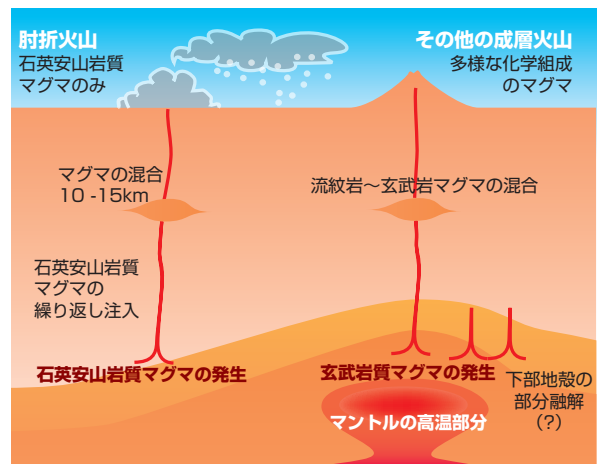 肘折火山
石英安山岩質
マグマのみ
その他の成層火山
多様な化学組成
のマグマ
マグマの混合
10 -15km
流紋岩〜玄武岩マグマの混合
石英安山岩質
マグマの
繰り返し注入
石英安山岩質マグマの発生
玄武岩質マグマの発生
下部地殻の
部分融解
(?)
マントルの高温部分